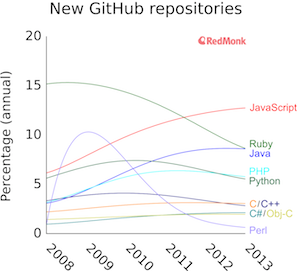 New GitHub repositories
RedMonk
Percentage (annual)
20
15
10
5
0
JavaScript
Ruby
Java
PHP
Python
C/C++
C#/Obj-C
Perl
2008
2009
2010
2011
2012
2013